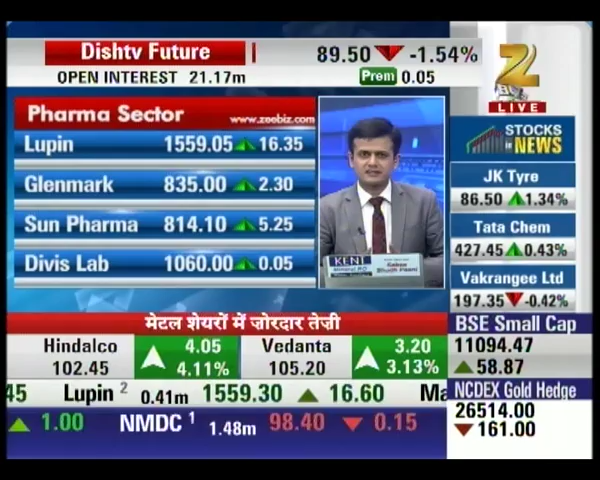 Dishtv Future
89.50 -1.54%
OPEN INTEREST 21.17m
Prem 0.05
LIVE
Pharma Sector
www.zeebiz.com
Lupin 1559.05 16.35
Glenmark 835.00 2.30
Sun Pharma 814.10 5.25
Divis Lab 1060.00 0.05
KENT
Mineral RO
STOCKS
in NEWS
JK Tyre
86.50 1.34%
Tata Chem
427.45 0.43%
Vakrangee Ltd
197.35 -0.42%
मेटल शेयरों में ज़ोरदार तेज़ी
Hindalco 4.05
102.45 4.11%
Vedanta 3.20
105.20 3.13%
BSE Small Cap
11094.47
58.87
NCDEX Gold Hedge
26514.00
161.00
45 Lupin 2 0.41m 1559.30 16.60 Ma
1.00 NMDC 1 1.48m 98.40 0.15